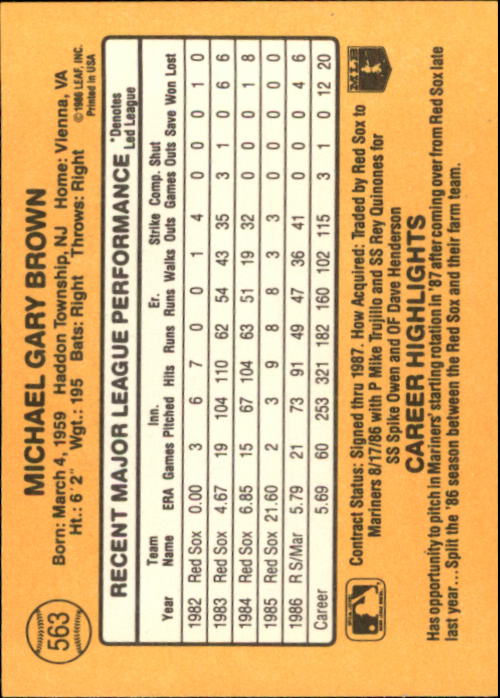 563
MICHAEL GARY BROWN
Born: March 4, 1959 Haddon Township, NJ Home: Vienna, VA
Ht.: 6'2" Wgt.: 195 Bats: Right Throws: Right
©1986 LEAF, INC.
Printed in USA
RECENT MAJOR LEAGUE PERFORMANCE
*Denotes
Led League
Team Inn. Er. Strike Comp. Shut
Year Name ERA Games Pitched Hits Runs Runs Walks Outs Games Outs Save Won Lost
1982 Red Sox 0.00 3 6 7 0 0 1 4 0 0 0 1 0
1983 Red Sox 4.67 19 104 110 62 54 43 35 3 1 0 6 6
1984 Red Sox 6.85 15 67 104 63 51 19 32 0 0 0 1 8
1985 Red Sox 21.60 2 3 9 8 8 3 3 0 0 0 0 0
1986 R S/Mar 5.79 21 73 91 49 47 36 41 0 0 0 4 6
Career 5.69 60 253 321 182 160 102 115 3 1 0 12 20
Contract Status: Signed thru 1987. How Acquired: Traded by Red Sox to
Mariners 8/17/86 with P Mike Trujillo and SS Rey Quinones for
SS Spike Owen and OF Dave Henderson
MLB
CAREER HIGHLIGHTS
Has opportunity to pitch in Mariners' starting rotation in '87 after coming over from Red Sox late
last year...Split the '86 season between the Red Sox and their farm team.